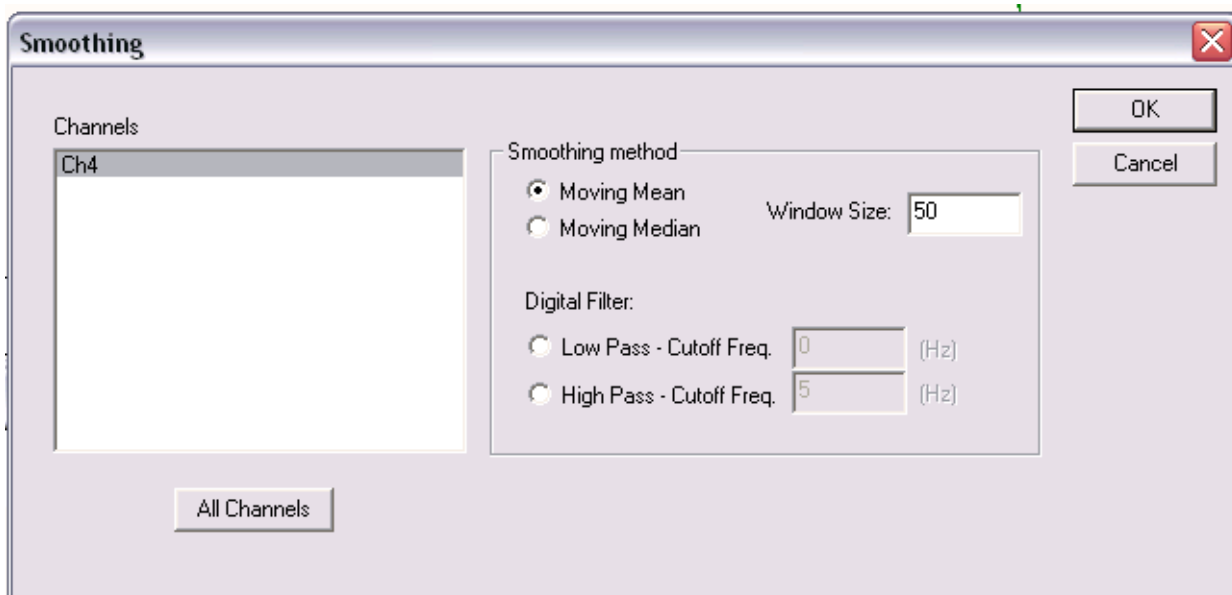 Smoothing
Channels
Ch4
All Channels
Smoothing method
Moving Mean
Moving Median
Window Size: 50
Digital Filter:
Low Pass - Cutoff Freq. 0 (Hz)
High Pass - Cutoff Freq. 5 (Hz)
OK
Cancel